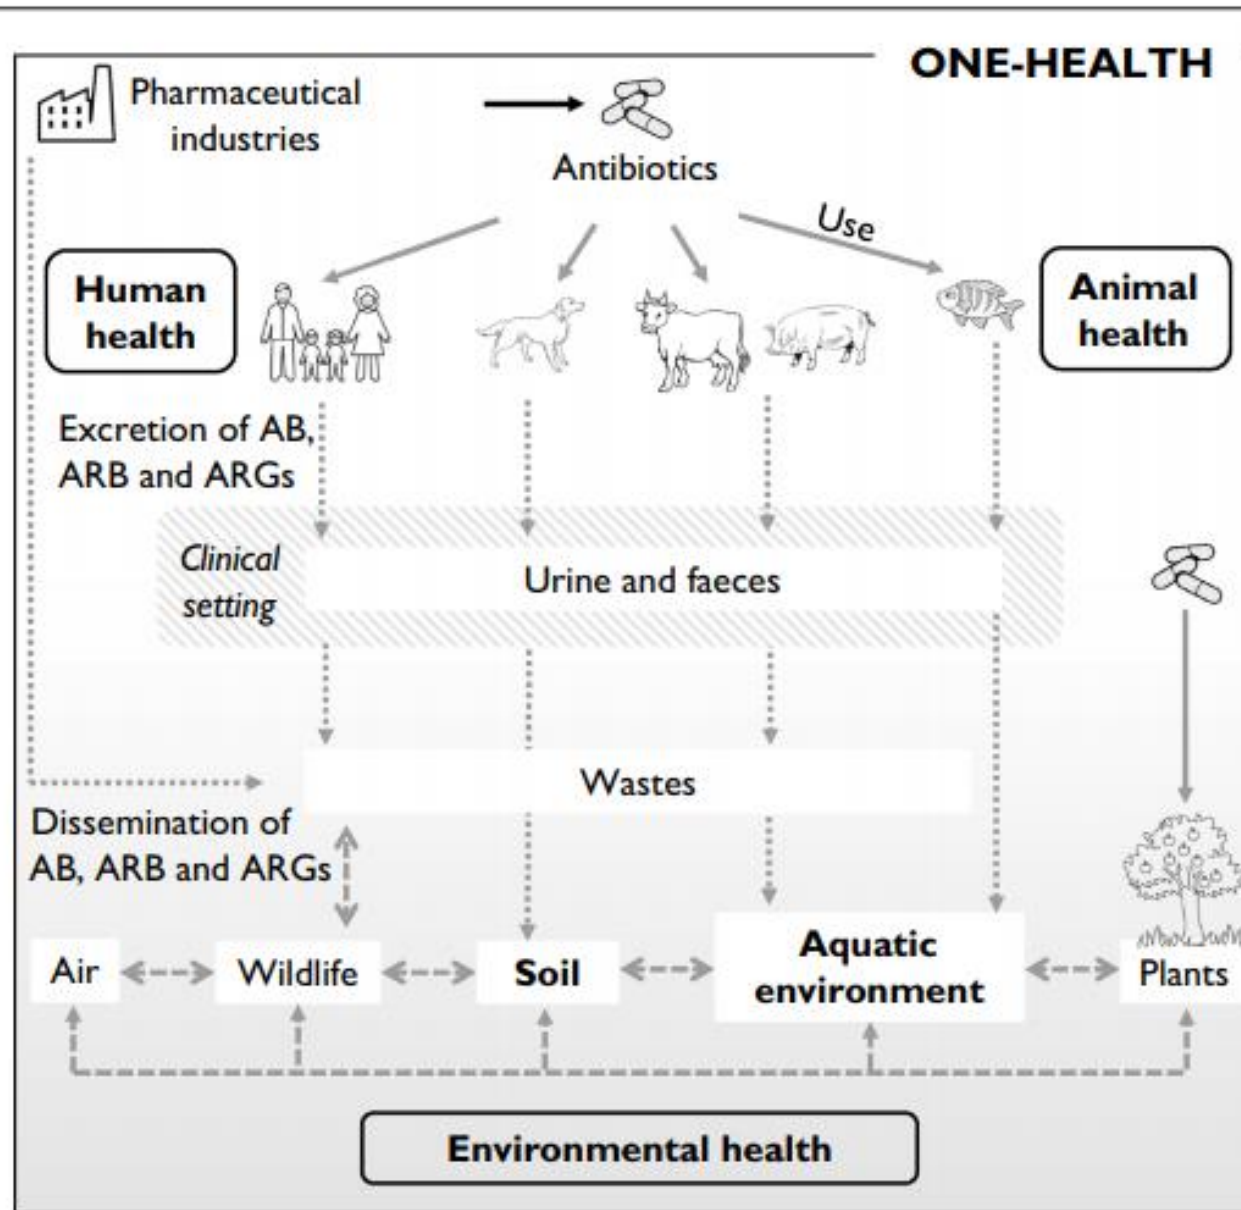 ONE-HEALTH
Pharmaceutical
industries
Antibiotics
Use
Human
health
Animal
health
Excretion of AB,
ARB and ARGs
Clinical
setting
Urine and faeces
Wastes
Dissemination of
AB, ARB and ARGs
Air
Wildlife
Soil
Aquatic
environment
Plants
Environmental health